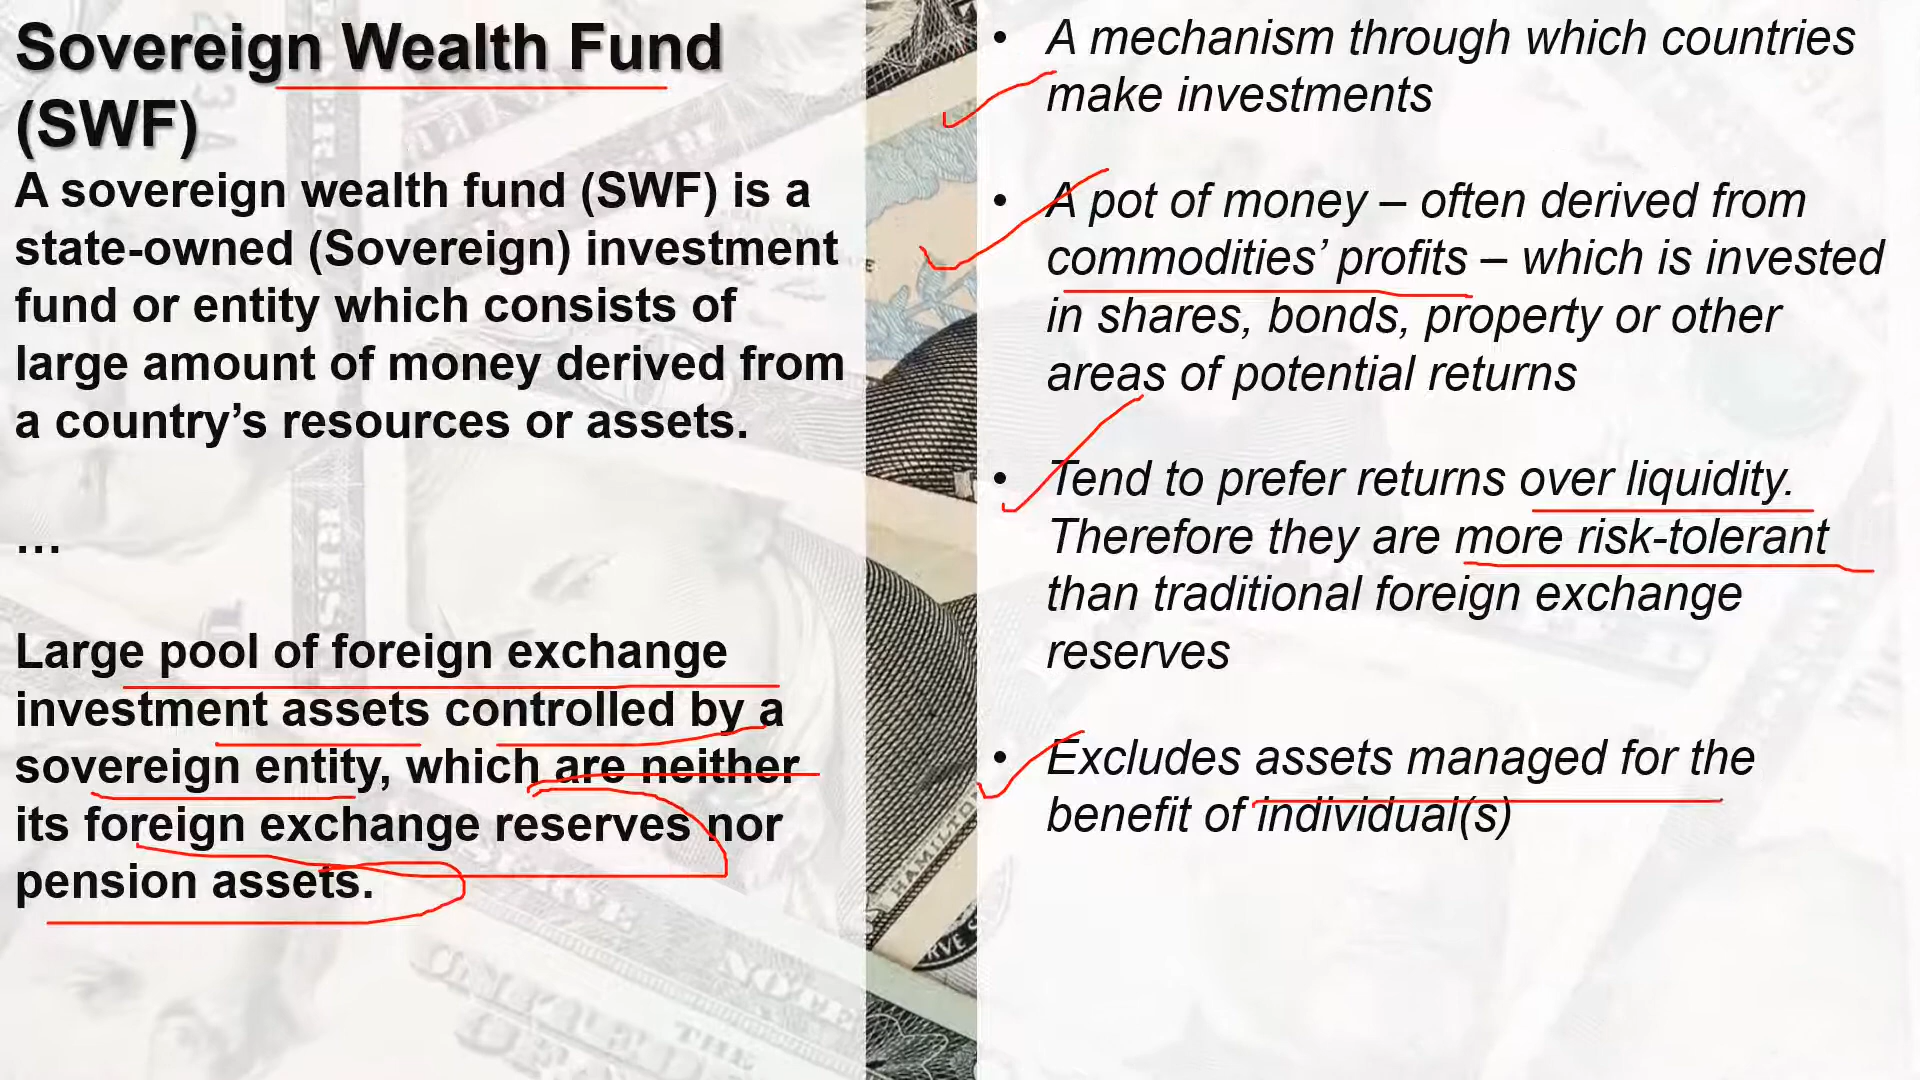 Sovereign Wealth Fund
(SWF)
A sovereign wealth fund (SWF) is a
state-owned (Sovereign) investment
fund or entity which consists of
large amount of money derived from
a country’s resources or assets.
…
Large pool of foreign exchange
investment assets controlled by a
sovereign entity, which are neither
its foreign exchange reserves nor
pension assets.
• A mechanism through which countries
make investments
• A pot of money – often derived from
commodities’ profits – which is invested
in shares, bonds, property or other
areas of potential returns
• Tend to prefer returns over liquidity.
Therefore they are more risk-tolerant
than traditional foreign exchange
reserves
• Excludes assets managed for the
benefit of individual(s)
HAMILTO